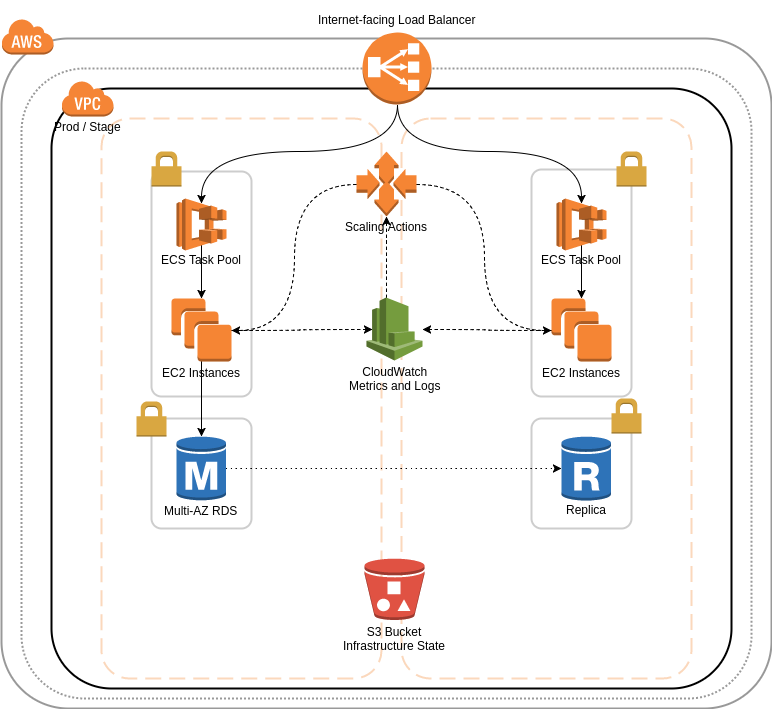 Internet-facing Load Balancer
AWS
VPC
Prod / Stage
Scaling Actions
ECS Task Pool
ECS Task Pool
EC2 Instances
CloudWatch
Metrics and Logs
EC2 Instances
M
R
Multi-AZ RDS
Replica
S3 Bucket
Infrastructure State